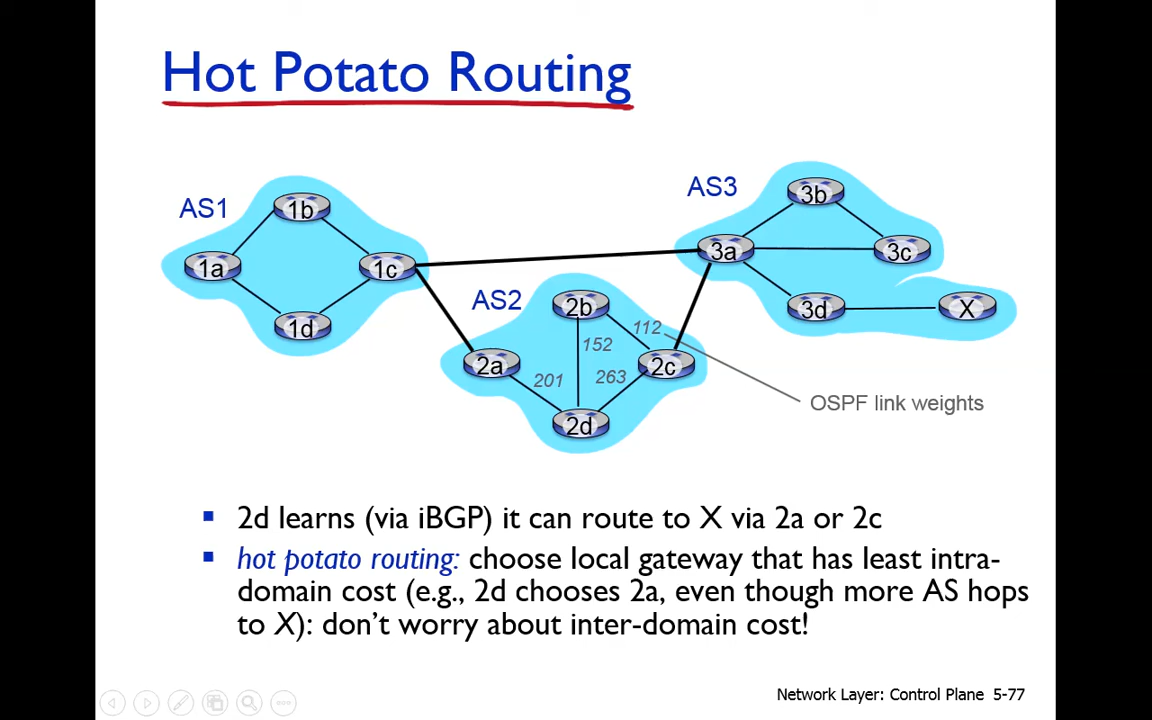 Hot Potato Routing
AS1
1b
1a
1c
1d
AS3
3b
3a
3c
3d
X
AS2
2b
112
152
2a
2c
201
263
2d
OSPF link weights
▪ 2d learns (via iBGP) it can route to X via 2a or 2c
▪ hot potato routing: choose local gateway that has least intra-
domain cost (e.g., 2d chooses 2a, even though more AS hops
to X): don't worry about inter-domain cost!
Network Layer: Control Plane 5-77